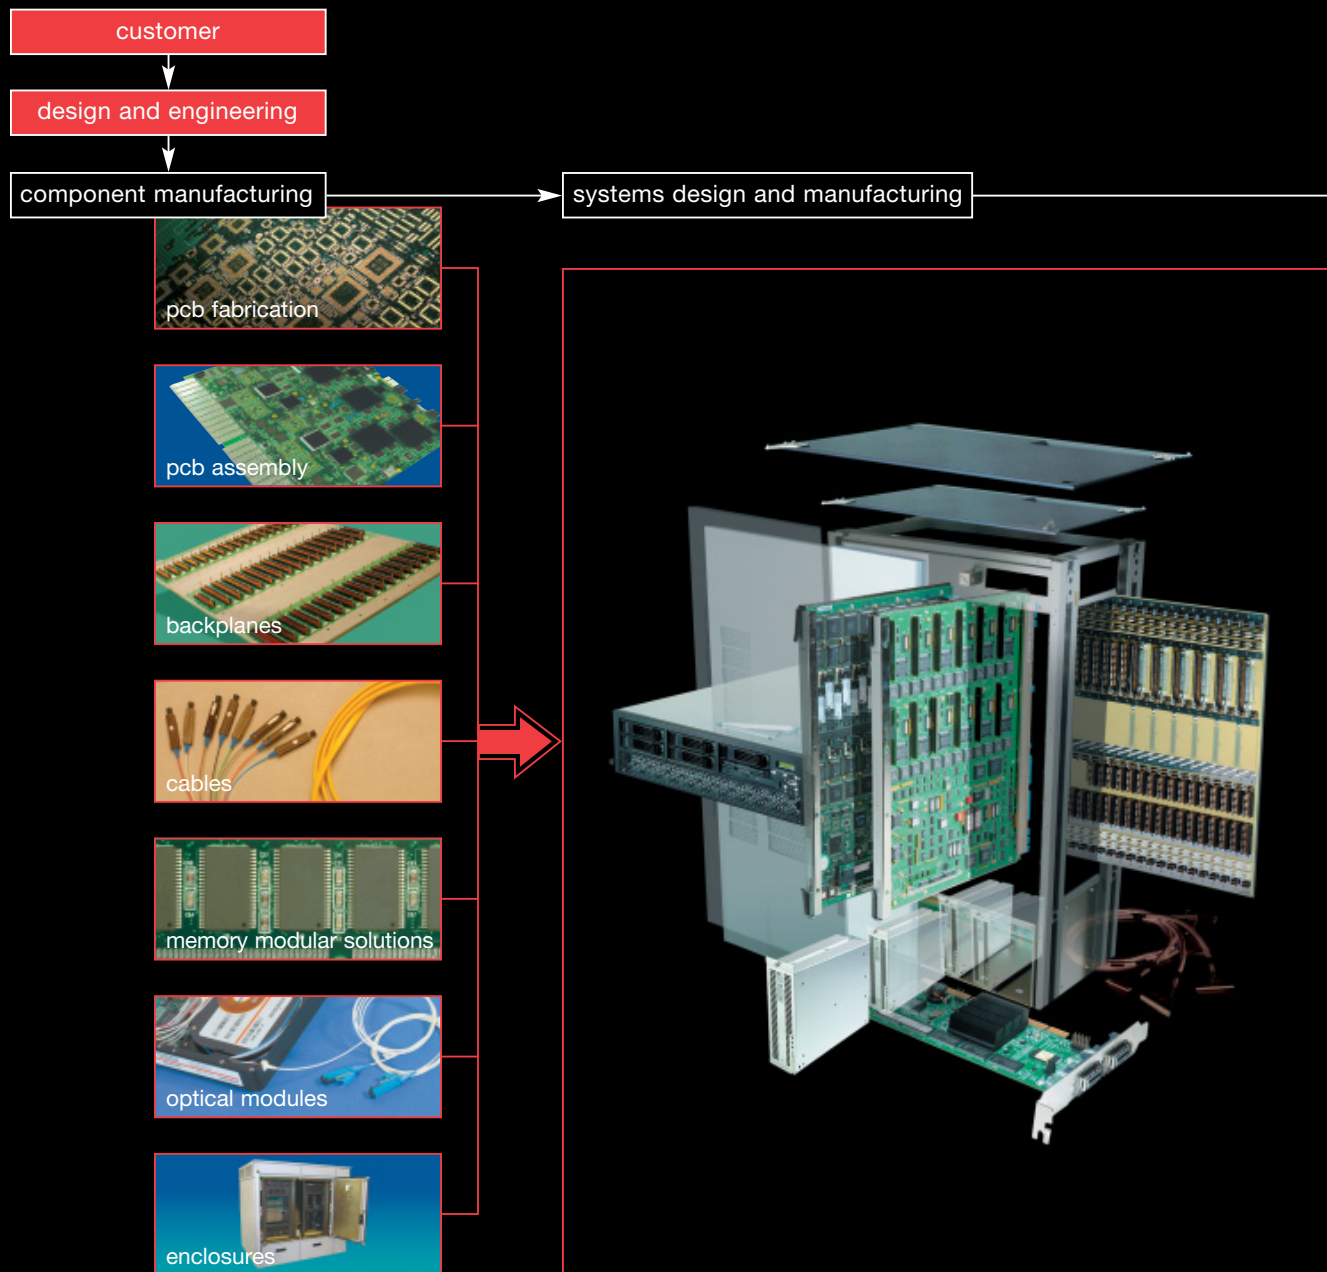 customer
design and engineering
component manufacturing
systems design and manufacturing
pcb fabrication
pcb assembly
backplanes
cables
memory modular solutions
optical modules
enclosures